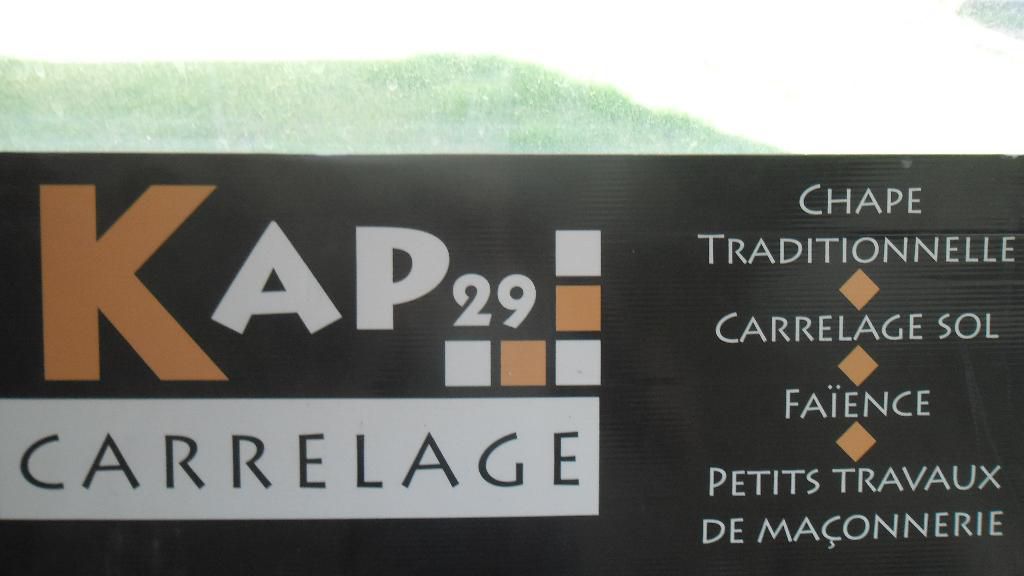 KAP29
CARRELAGE
CHAPE
TRADITIONNELLE
CARRELAGE SOL
FAÏENCE
PETITS TRAVAUX
DE MAÇONNERIE